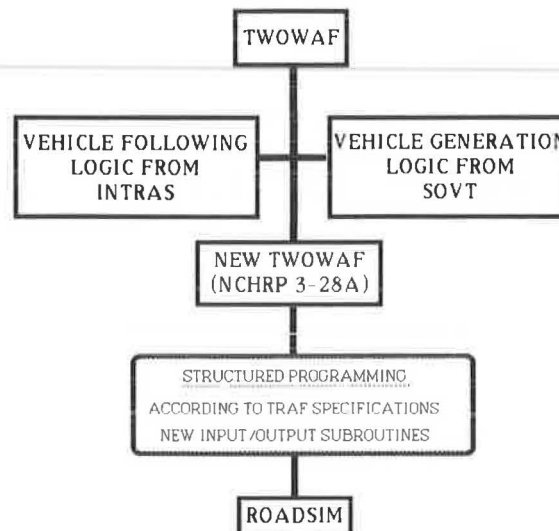 TWOWAF
VEHICLE FOLLOWING
LOGIC FROM
INTRAS
VEHICLE GENERATION
LOGIC FROM
SOVT
NEW TWOWAF
(NCHRP 3-28A)
STRUCTURED PROGRAMMING
ACCORDING TO TRAF SPECIFICATIONS
NEW INPUT/OUTPUT SUBROUTINES
ROADSIM